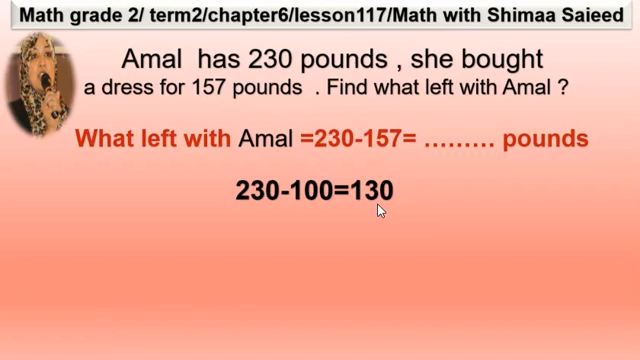 Math grade 2/ term2/chapter6/lesson117/Math with Shimaa Saieed
Amal has 230 pounds , she bought
a dress for 157 pounds . Find what left with Amal ?
What left with Amal =230-157= ……… pounds
230-100=130